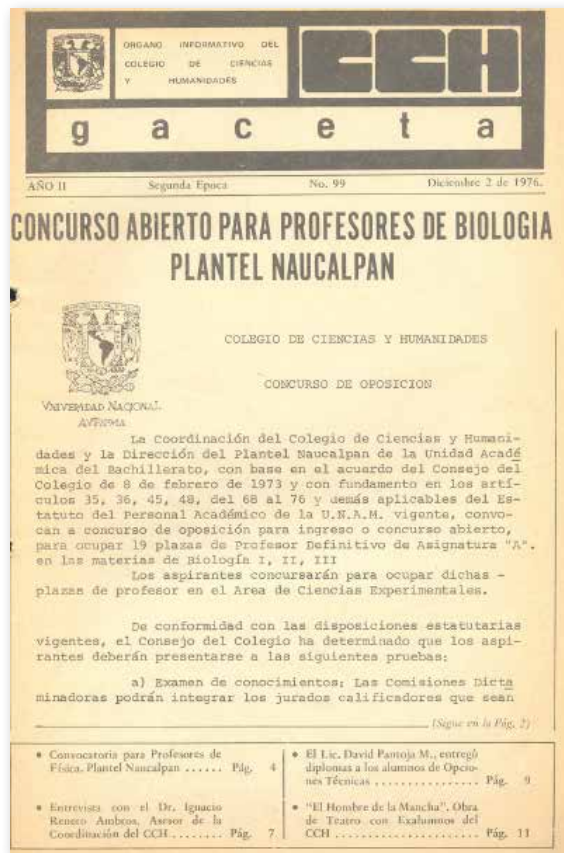 ORGANO INFORMATIVO DEL
COLEGIO DE CIENCIAS
Y HUMANIDADES
CCH
gaceta
AÑO II Segunda Epoca No. 99 Diciembre 2 de 1976.
CONCURSO ABIERTO PARA PROFESORES DE BIOLOGIA
PLANTEL NAUCALPAN
COLEGIO DE CIENCIAS Y HUMANIDADES
CONCURSO DE OPOSICION
VNIVERSIDAD NACIONAL
AVTÓNOMA
La Coordinación del Colegio de Ciencias y Humani-
dades y la Dirección del Plantel Naucalpan de la Unidad Acadé
mica del Bachillerato, con base en el acuerdo del Consejo del
Colegio de 8 de febrero de 1973 y con fundamento en los artí-
culos 35, 36, 45, 48, del 68 al 76 y demás aplicables del Es-
tatuto del Personal Académico de la U.N.A.M. vigente, convo-
can a concurso de oposición para ingreso o concurso abierto,
para ocupar 19 plazas de Profesor Definitivo de Asignatura "A".
en las materias de Biología I, II, III
Los aspirantes concursarán para ocupar dichas -
plazas de profesor en el Area de Ciencias Experimentales.
De conformidad con las disposiciones estatutarias
vigentes, el Consejo del Colegio ha determinado que los aspi-
rantes deberán presentarse a las siguientes pruebas:
a) Examen de conocimientos; Las Comisiones Dicta
minadoras podrán integrar los jurados calificadores que sean
(Sigue en la Pág. 2)
• Convocatoria para Profesores de
Física. Plantel Naucalpan ...... Pág. 4
• Entrevista con el Dr. Ignacio
Renero Ambros, Asesor de la
Coordinación del CCH ........ Pág. 7
• El Lic. David Pantoja M., entregó
diplomas a los alumnos de Opcio-
nes Técnicas ............... Pág. 9
• "El Hombre de la Mancha". Obra
de Teatro con Exalumnos del
CCH ..................... Pág. 11